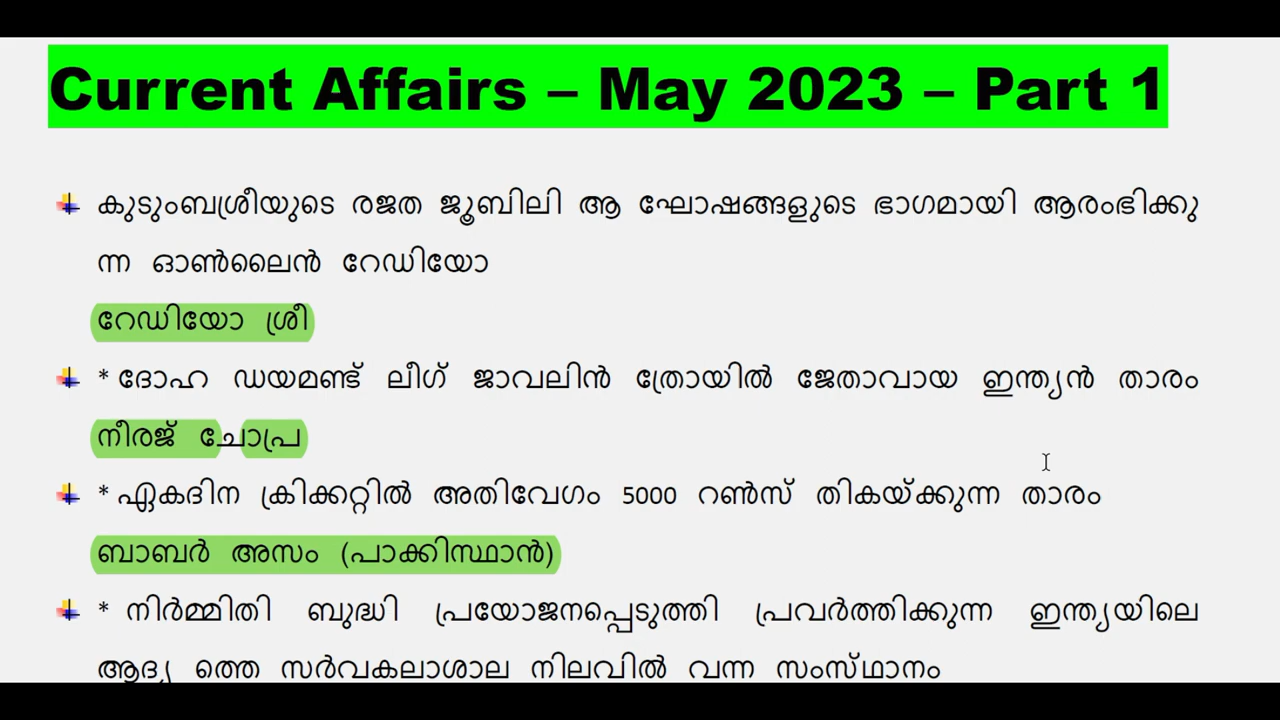 Current Affairs – May 2023 – Part 1
കുടുംബശ്രീയുടെ രജത ജൂബിലി ആ ഘോഷങ്ങളുടെ ഭാഗമായി ആരംഭിക്കു
ന്ന ഓൺലൈൻ റേഡിയോ
റേഡിയോ ശ്രീ
* ദോഹ ഡയമണ്ട് ലീഗ് ജാവലിൻ ത്രോയിൽ ജേതാവായ ഇന്ത്യൻ താരം
നീരജ് ചോപ്ര
* ഏകദിന ക്രിക്കറ്റിൽ അതിവേഗം 5000 റൺസ് തികയ്ക്കുന്ന താരം
ബാബർ അസം (പാക്കിസ്ഥാൻ)
* നിർമ്മിതി ബുദ്ധി പ്രയോജനപ്പെടുത്തി പ്രവർത്തിക്കുന്ന ഇന്ത്യയിലെ
ആദ്യ ത്തെ സർവകലാശാല നിലവിൽ വന്ന സംസ്ഥാനം